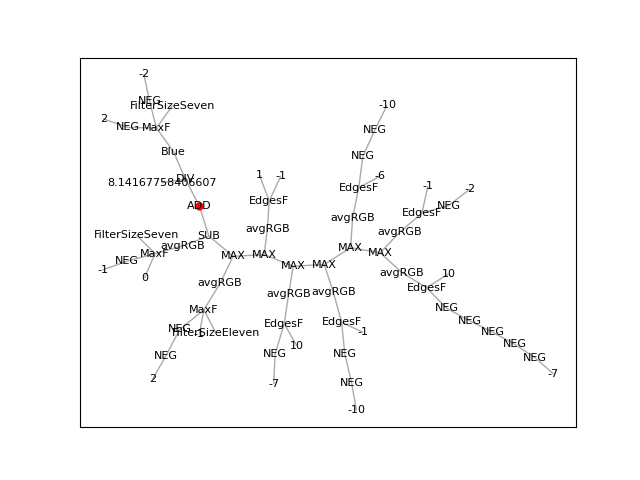 -2
NEG
FilterSizeSeven
2
NEG
MaxF
Blue
DIV
8.14167758406607
ADD
SUB
FilterSizeSeven
avgRGB
MaxF
NEG
-1
0
MAX
avgRGB
MaxF
NEG
-1
FilterSizeEleven
NEG
2
MAX
1
-1
EdgesF
avgRGB
MAX
avgRGB
EdgesF
NEG
10
-7
MAX
avgRGB
EdgesF
-1
NEG
NEG
-10
MAX
-10
NEG
NEG
-6
EdgesF
avgRGB
MAX
-1
-2
NEG
EdgesF
avgRGB
avgRGB
10
EdgesF
NEG
NEG
NEG
NEG
NEG
-7